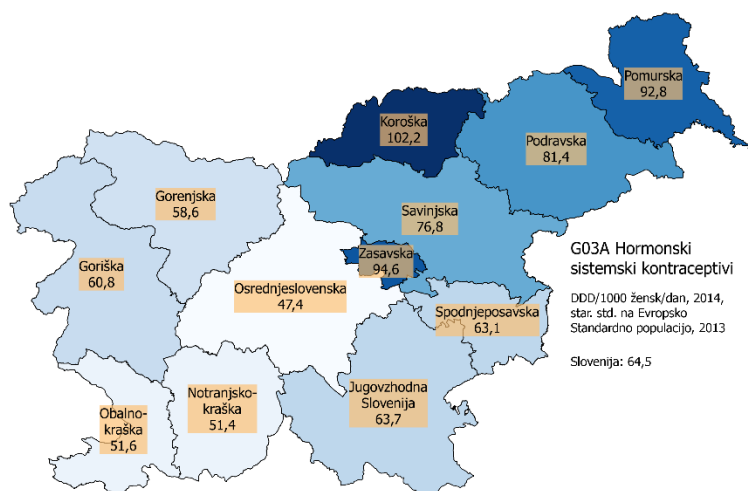 Pomurska
92,8
Koroška
102,2
Podravska
81,4
Gorenjska
58,6
Savinjska
76,8
Zasavska
94,6
Goriška
60,8
Osrednjeslovenska
47,4
Spodnjeposavska
63,1
Notranjsko-
kraška
51,4
Jugovzhodna
Slovenija
63,7
Obalno-
kraška
51,6
G03A Hormonski
sistemski kontraceptivi
DDD/1000 žensk/dan, 2014,
star. std. na Evropsko
Standardno populacijo, 2013
Slovenija: 64,5